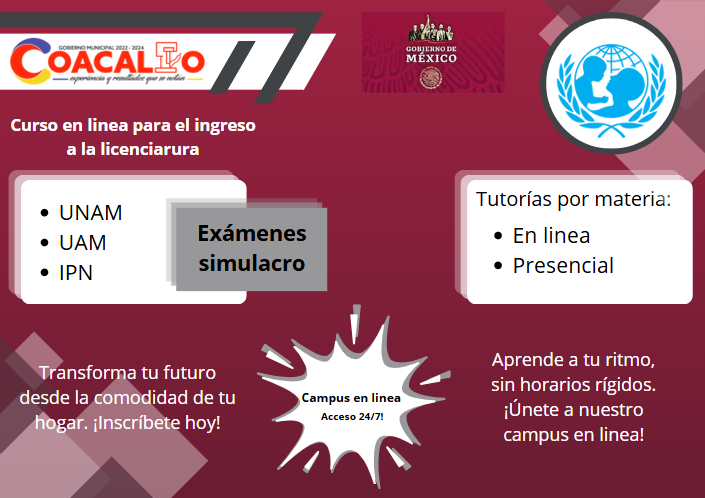 GOBIERNO MUNICIPAL 2022 - 2024
COACALCO
experiencia y resultados que se notan
GOBIERNO DE
MÉXICO
Curso en linea para el ingreso
a la licenciarura
UNAM
UAM
IPN
Exámenes
simulacro
Tutorías por materia:
En linea
Presencial
Transforma tu futuro
desde la comodidad de tu
hogar. ¡Inscríbete hoy!
Campus en linea
Acceso 24/7!
Aprende a tu ritmo,
sin horarios rígidos.
¡Únete a nuestro
campus en linea!